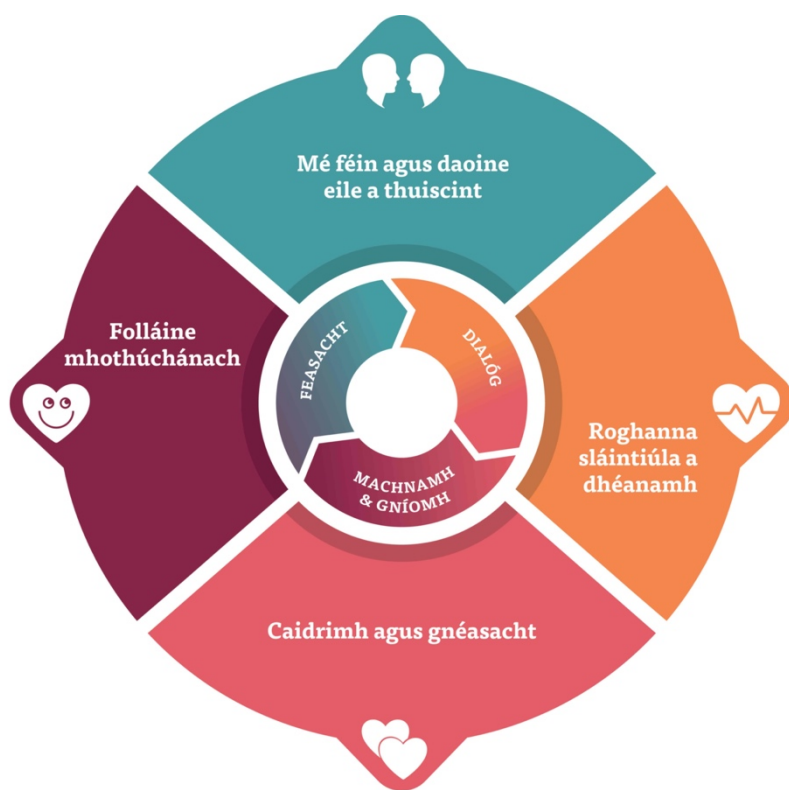 Mé féin agus daoine
eile a thuiscint
Folláine
mhothúchánach
FEASACHT
DIALÓG
MACHNAMH
& GNÍOMH
Roghanna
sláintiúla a
dhéanamh
Caidrimh agus gnéasacht